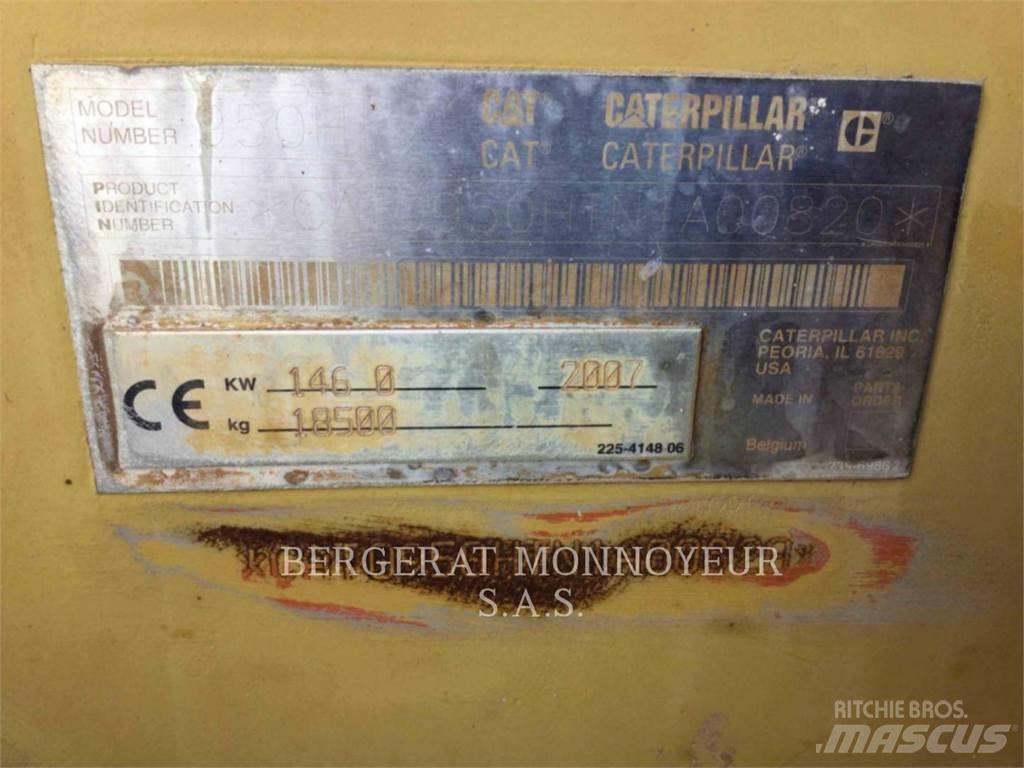 MODEL
NUMBER 950H
CAT CATERPILLAR ®
CAT® CATERPILLAR®
PRODUCT
IDENTIFICATION
NUMBER
A00820*
CE
KW 146.0 2007
kg 18500
225-4148 06
CATERPILLAR INC.
PEORIA, IL 61629
USA
MADE IN
Belgium
BERGERAT MONNOYEUR
S.A.S.
RITCHIE BROS.
MASCUS